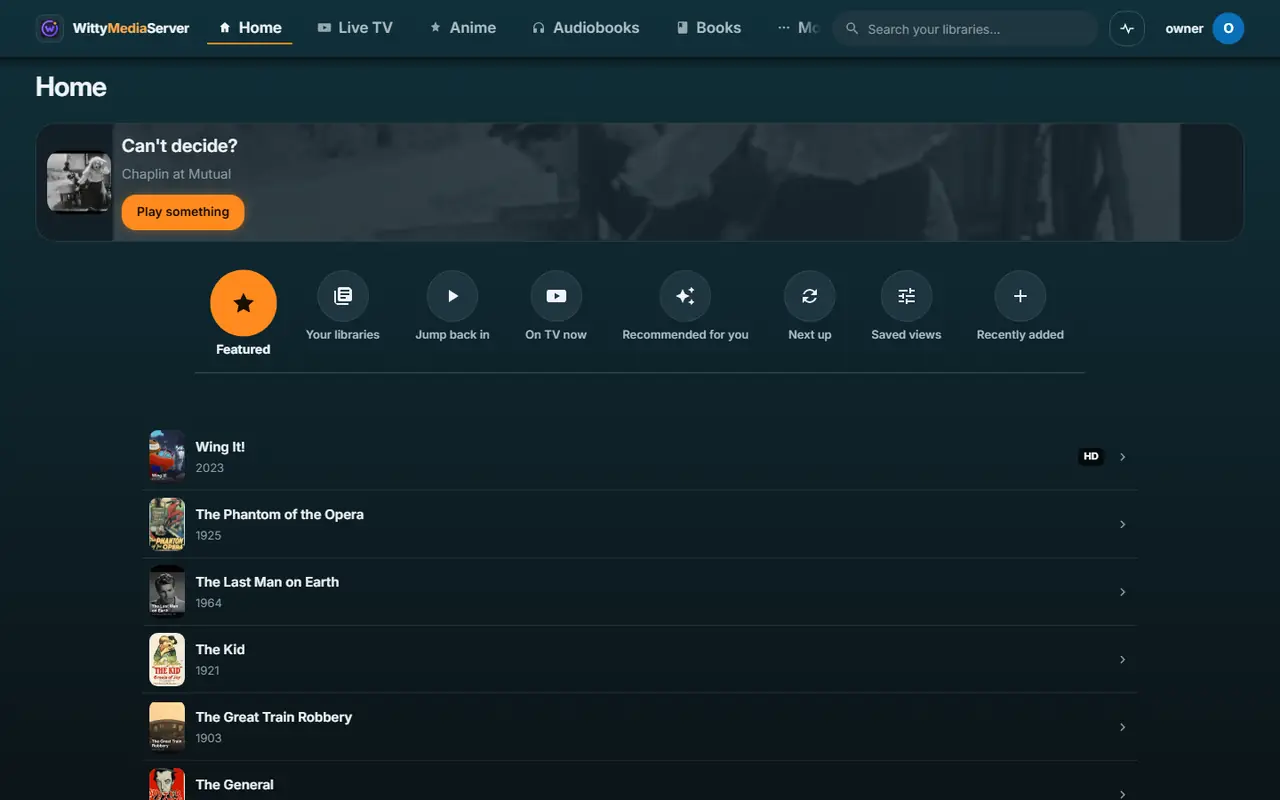 WittyMediaServer
Home
Live TV
Anime
Audiobooks
Books
Mo
Search your libraries...
owner
O
Home
Can't decide?
Chaplin at Mutual
Play something
Featured
Your libraries
Jump back in
On TV now
Recommended for you
Next up
Saved views
Recently added
Wing It!
2023
HD
The Phantom of the Opera
1925
The Last Man on Earth
1964
THE KID
The Kid
1921
The Great Train Robbery
1903
The General